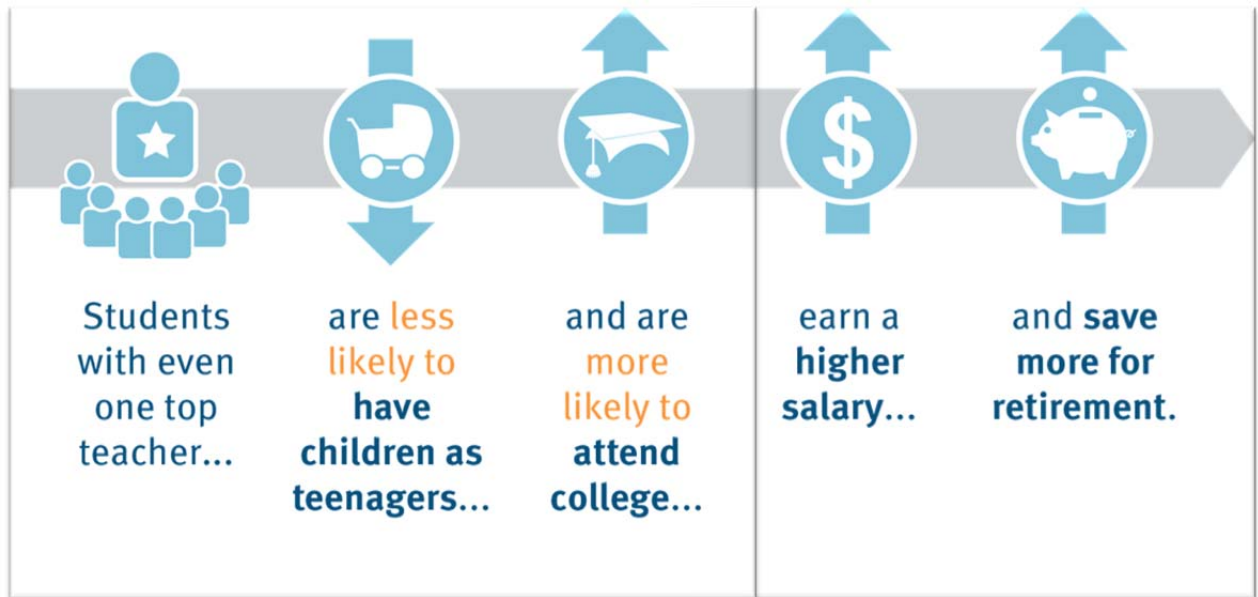 Students
with even
one top
teacher...
are less
likely to
have
children as
teenagers...
and are
more
likely to
attend
college...
earn a
higher
salary...
and save
more for
retirement.